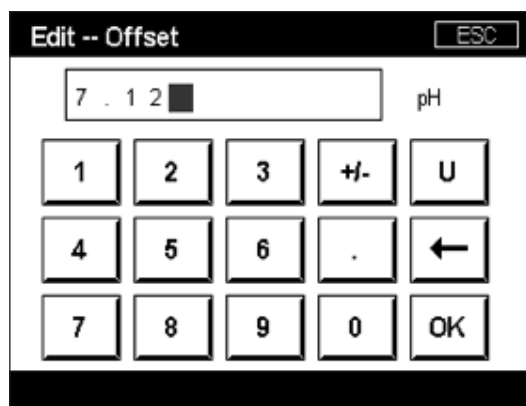 Edit -- Offset ESC
7 . 1 2 pH
1 2 3 +/- U
4 5 6 . ←
7 8 9 0 OK